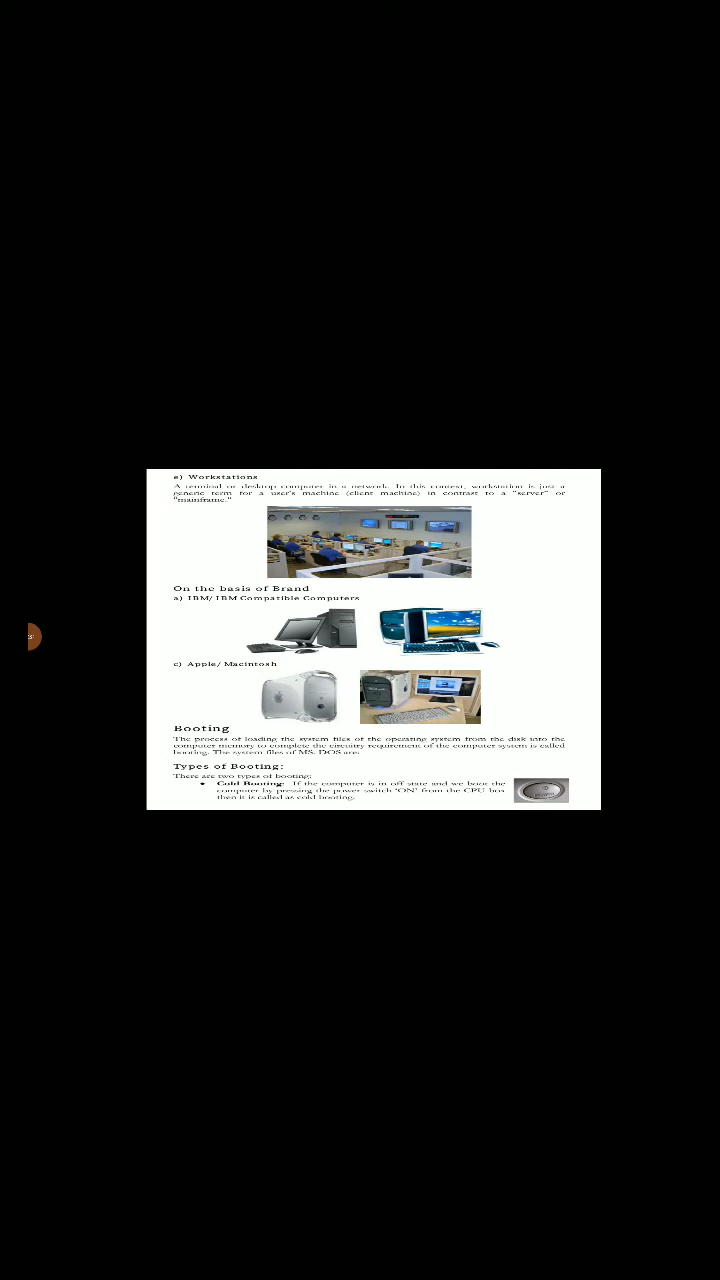 e) Workstations
A terminal or desktop computer in a network. In this context, workstation is just a
generic term for a user's machine (client machine) in contrast to a "server" or
"mainframe."
On the basis of Brand
a) IBM/ IBM Compatible Computers
c) Apple/ Macintosh
Booting
The process of loading the system files of the operating system from the disk into the
computer memory to complete the circuitry requirement of the computer system is called
booting. The system files of MS. DOS are:
Types of Booting:
There are two types of booting:
• Cold Booting: If the computer is in off state and we boot the
computer by pressing the power switch 'ON' from the CPU box
then it is called as cold booting.